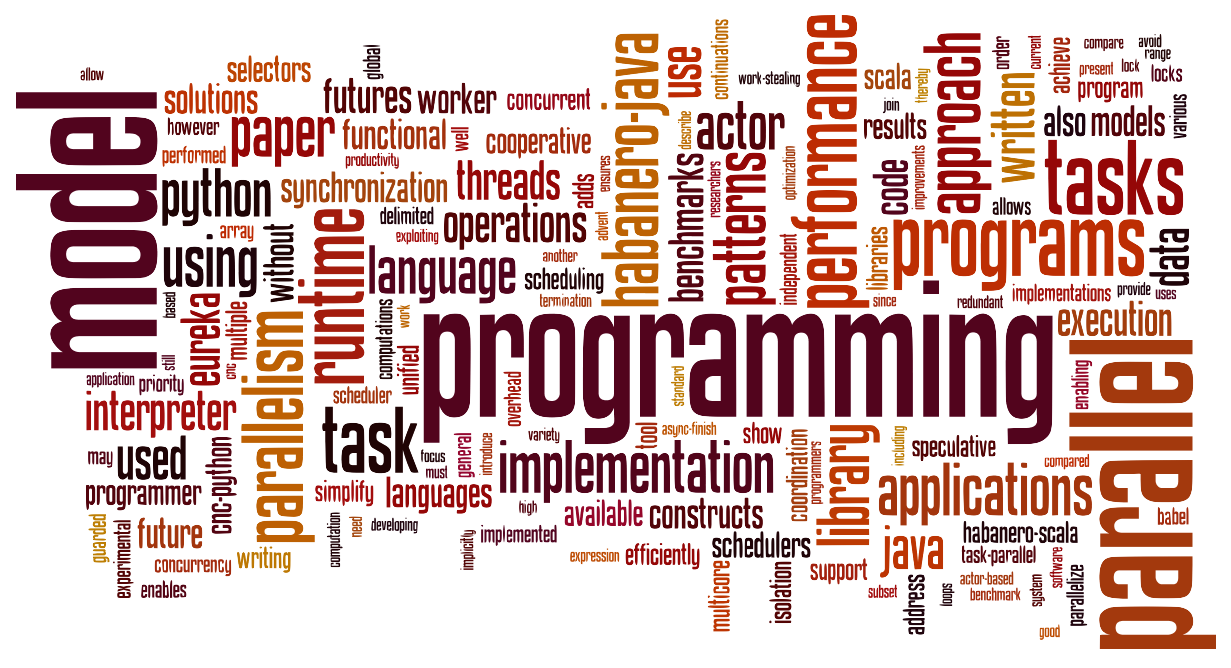 allow
selectors
global
solutions
futures
worker
concurrent
however
paper
functional
well
cooperative
performed
productivity
model
python
synchronization
threads
adds
ensures
delimited
operations
advent
array
exploiting
using
without
runtime
language
another
scheduling
termination
based
eureka
multiple
cnc
still
parallelism
computations
work
unified
application
priority
scheduler
interpreter
may
used
programmer
cnc-python
guarded
experimental
future
concurrency
writing
enables
habanero-java
use
continuations
work-stealing
describe
actor
benchmarks
researchers
patterns
optimization
independent
performance
scala
thereby
join
results
code
improvements
approach
order
written
current
achieve
compare
avoid
range
present
lock
locks
program
various
also
models
allows
tasks
libraries
programs
data
since
redundant
implementations
provide
uses
programming
execution
parallel
enabling
overhead
standard
task
focus
must
general
introduce
variety
tool
async-finish
show
implementation
simplify
languages
high
available
constructs
computation
need
developing
implicitly
implemented
expression
efficiently
coordination
programmers
library
including
speculative
compared
applications
babel
schedulers
java
habanero-scala
task-parallel
multicore
isolation
support
subset
address
loops
actor-based
benchmark
system
software
parallelize
good